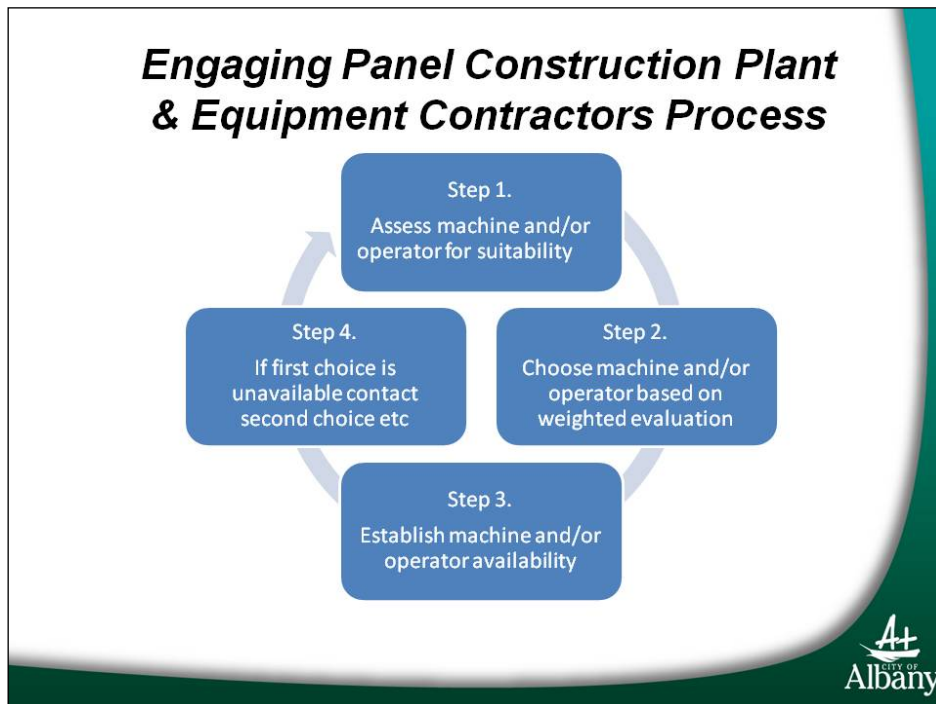 Engaging Panel Construction Plant
& Equipment Contractors Process
Step 1.
Assess machine and/or
operator for suitability
Step 2.
Choose machine and/or
operator based on
weighted evaluation
Step 3.
Establish machine and/or
operator availability
Step 4.
If first choice is
unavailable contact
second choice etc
A+
CITY OF
Albany